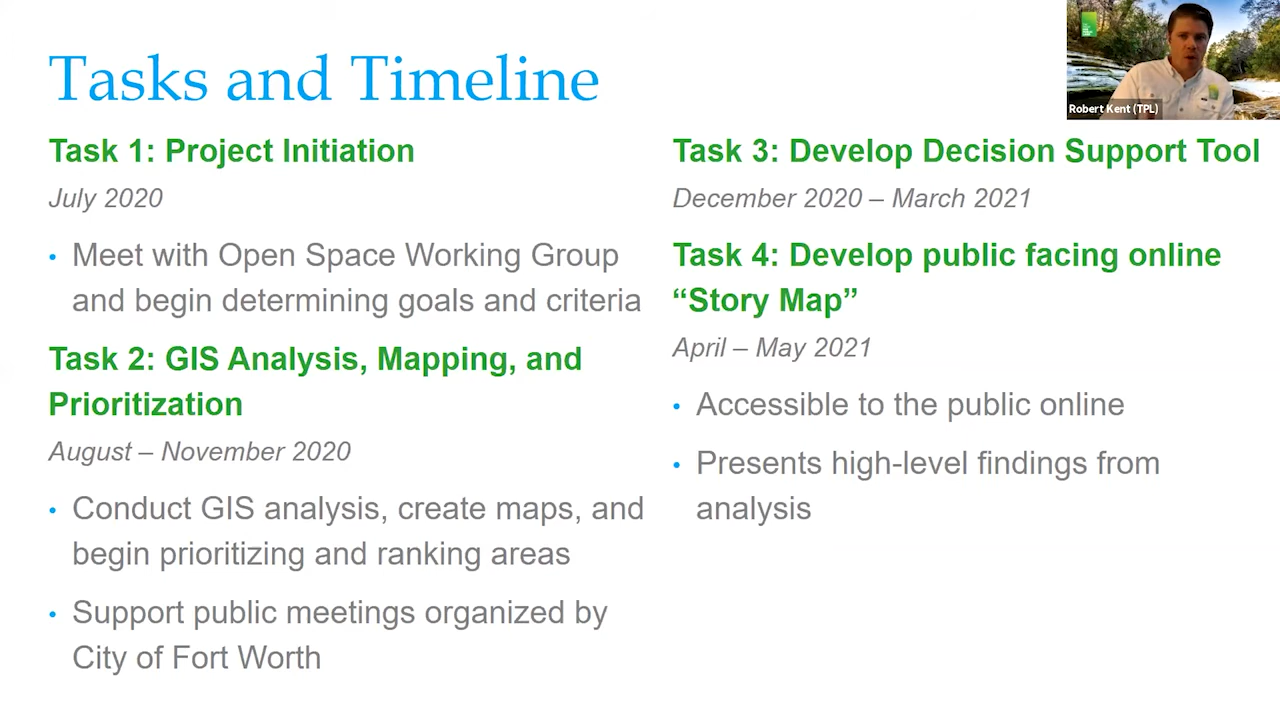 Tasks and Timeline
Task 1: Project Initiation
July 2020
• Meet with Open Space Working Group
and begin determining goals and criteria
Task 2: GIS Analysis, Mapping, and
Prioritization
August – November 2020
• Conduct GIS analysis, create maps, and
begin prioritizing and ranking areas
• Support public meetings organized by
City of Fort Worth
Task 3: Develop Decision Support Tool
December 2020 – March 2021
Task 4: Develop public facing online
“Story Map”
April – May 2021
• Accessible to the public online
• Presents high-level findings from
analysis
Robert Kent (TPL)